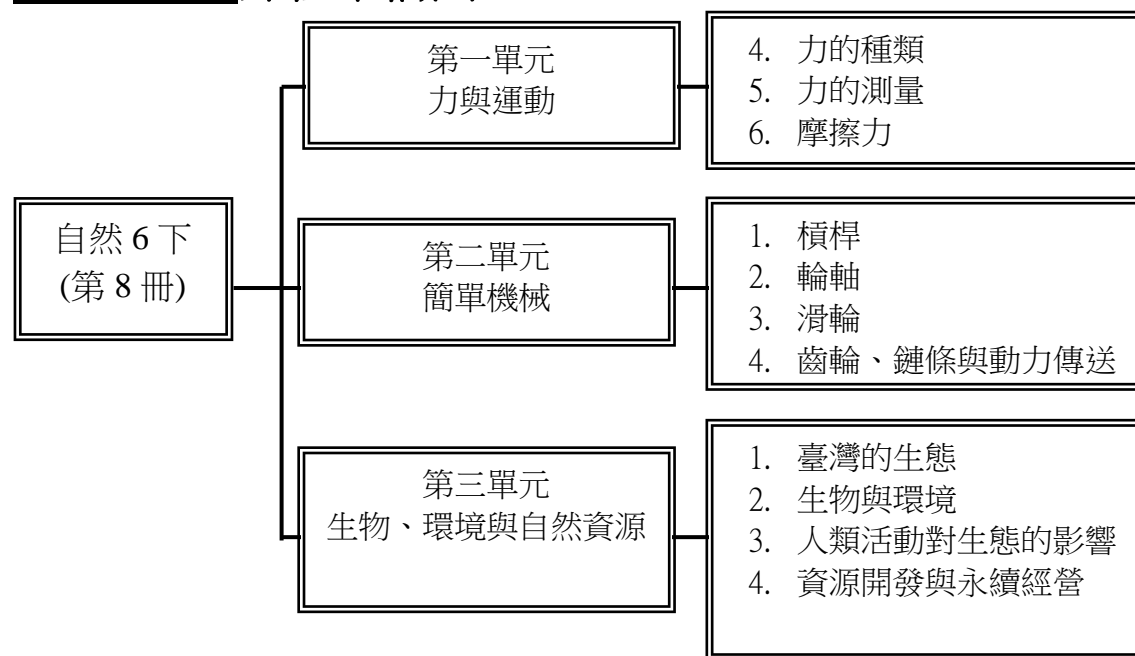 自然 6 下
(第 8 冊)
第一單元
力與運動
4. 力的種類
5. 力的測量
6. 摩擦力
第二單元
簡單機械
1. 槓桿
2. 輪軸
3. 滑輪
4. 齒輪、鏈條與動力傳送
第三單元
生物、環境與自然資源
1. 臺灣的生態
2. 生物與環境
3. 人類活動對生態的影響
4. 資源開發與永續經營